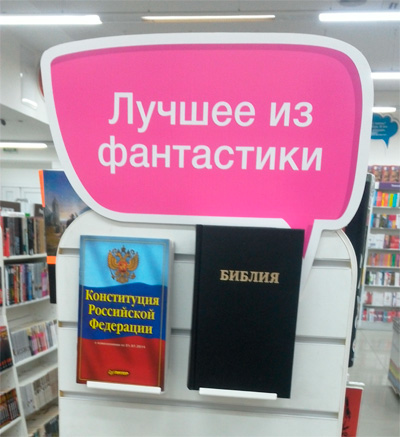 Лучшее из
фантастики
Конституция
Российской
Федерации
БИБЛИЯ